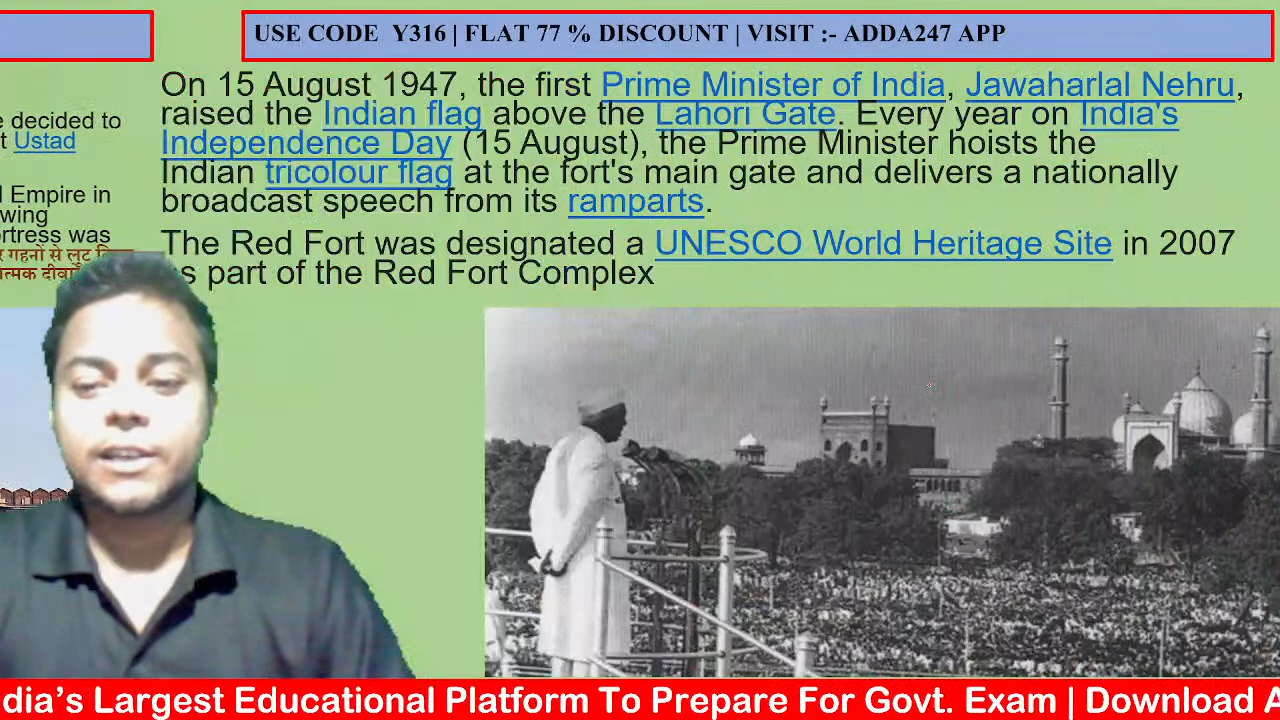 USE CODE Y316 | FLAT 77 % DISCOUNT | VISIT :- ADDA247 APP
decided to
Ustad
Empire in
wing
rtress was
गहनों से लूट
त्मक
On 15 August 1947, the first Prime Minister of India, Jawaharlal Nehru,
raised the Indian flag above the Lahori Gate. Every year on India's
Independence Day (15 August), the Prime Minister hoists the
Indian tricolour flag at the fort's main gate and delivers a nationally
broadcast speech from its ramparts.
The Red Fort was designated a UNESCO World Heritage Site in 2007
s part of the Red Fort Complex
dia's Largest Educational Platform To Prepare For Govt. Exam | Download A